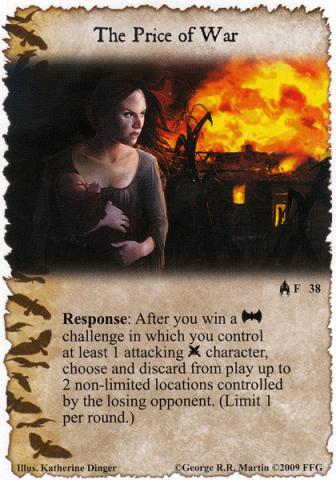 The Price of War
F 38
Response: After you win a
challenge in which you control
at least 1 attacking character,
choose and discard from play up to
2 non-limited locations controlled
by the losing opponent. (Limit 1
per round.)
Illus. Katherine Dinger ©George R.R. Martin ©2009 FFG